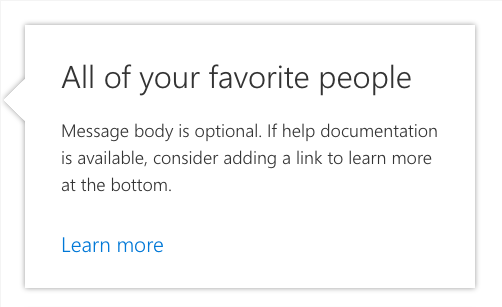 All of your favorite people
Message body is optional. If help documentation
is available, consider adding a link to learn more
at the bottom.
Learn more